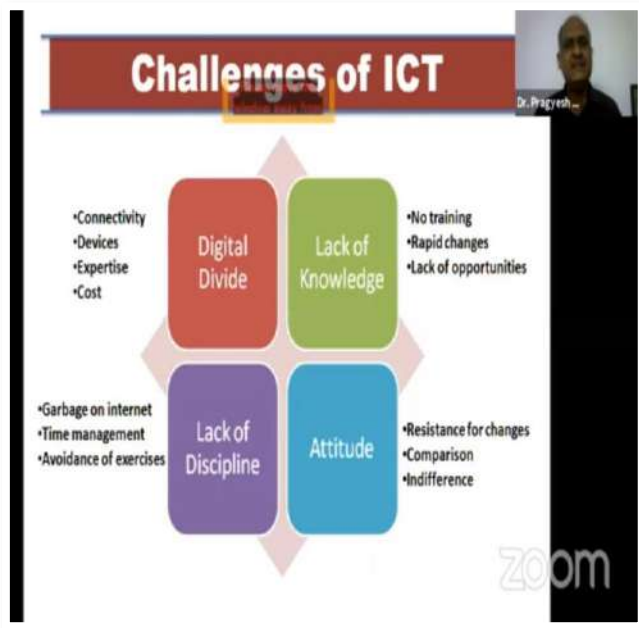 Challenges of ICT
Dr. Pragyesh ...
•Connectivity
•Devices
•Expertise
•Cost
Digital
Divide
Lack of
Knowledge
•No training
•Rapid changes
•Lack of opportunities
•Garbage on internet
•Time management
•Avoidance of exercises
Lack of
Discipline
Attitude
•Resistance for changes
•Comparison
•Indifference
zoom